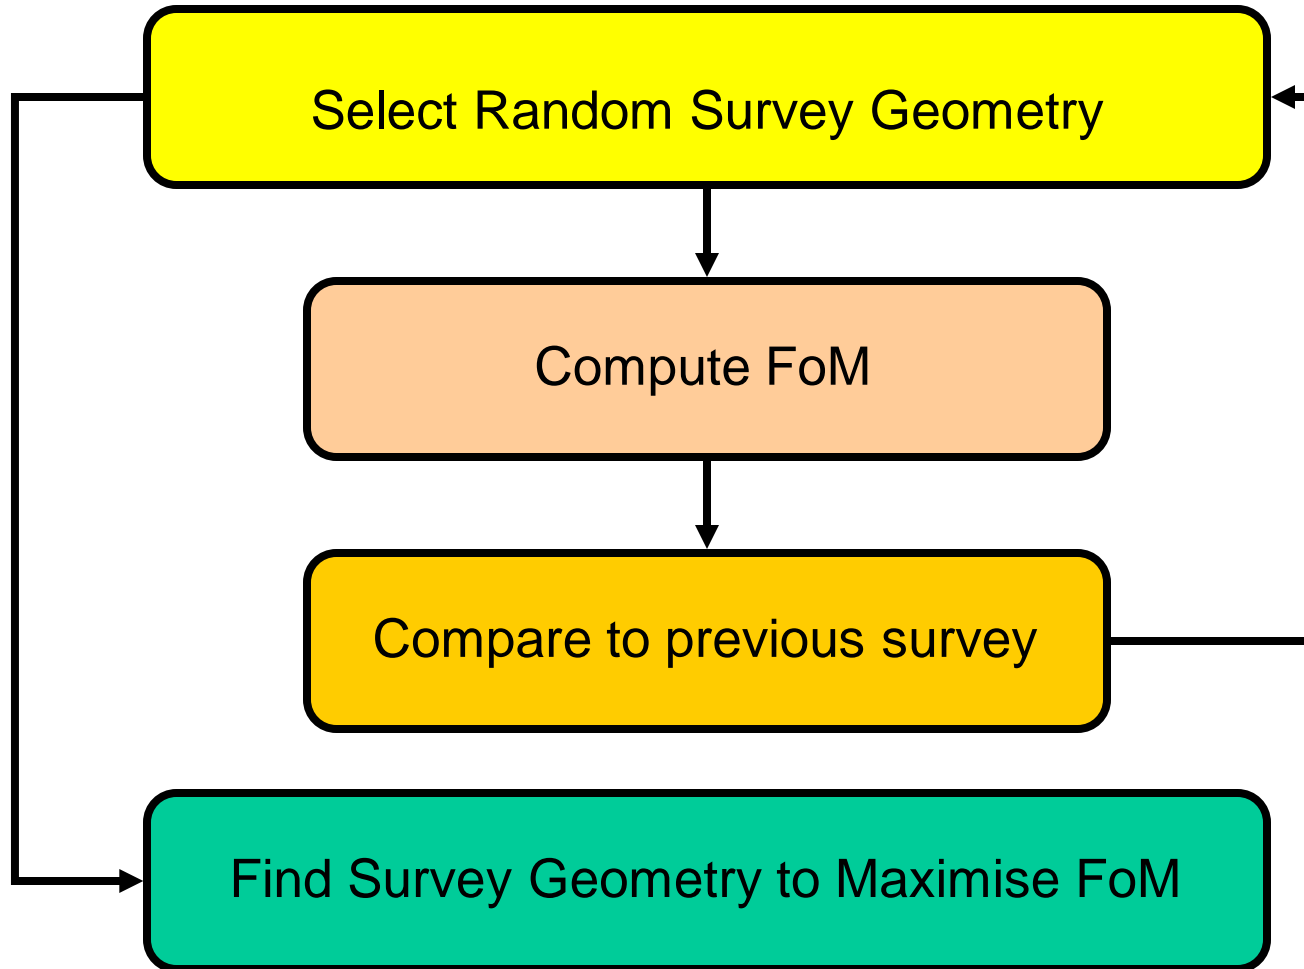 Select Random Survey Geometry
Compute FoM
Compare to previous survey
Find Survey Geometry to Maximise FoM